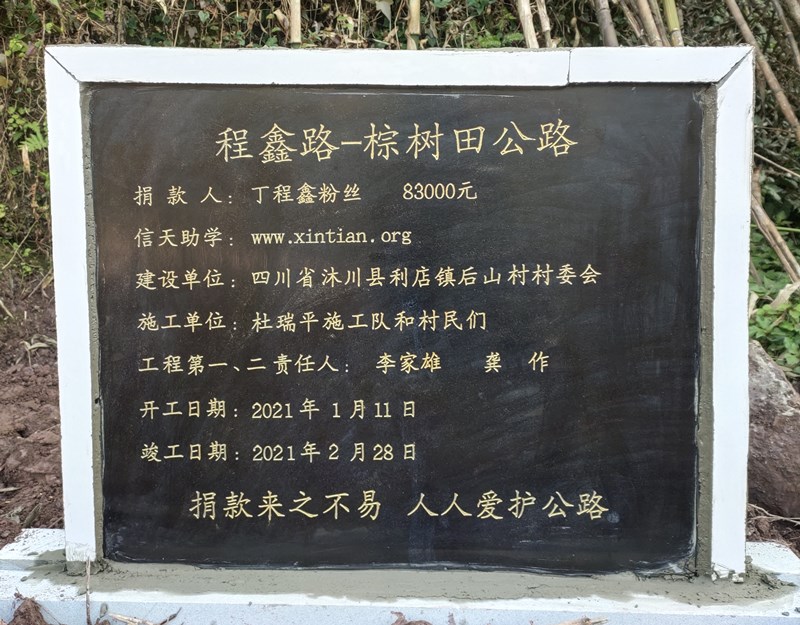 程鑫路-棕树田公路
捐 款 人： 丁程鑫粉丝 83000元
信天助学： www.xintian.org
建设单位： 四川省沐川县利店镇后山村村委会
施工单位： 杜瑞平施工队和村民们
工程第一、二责任人： 李家雄 龚 作
开工日期： 2021年 1月11日
竣工日期： 2021年2月28日
捐款来之不易 人人爱护公路